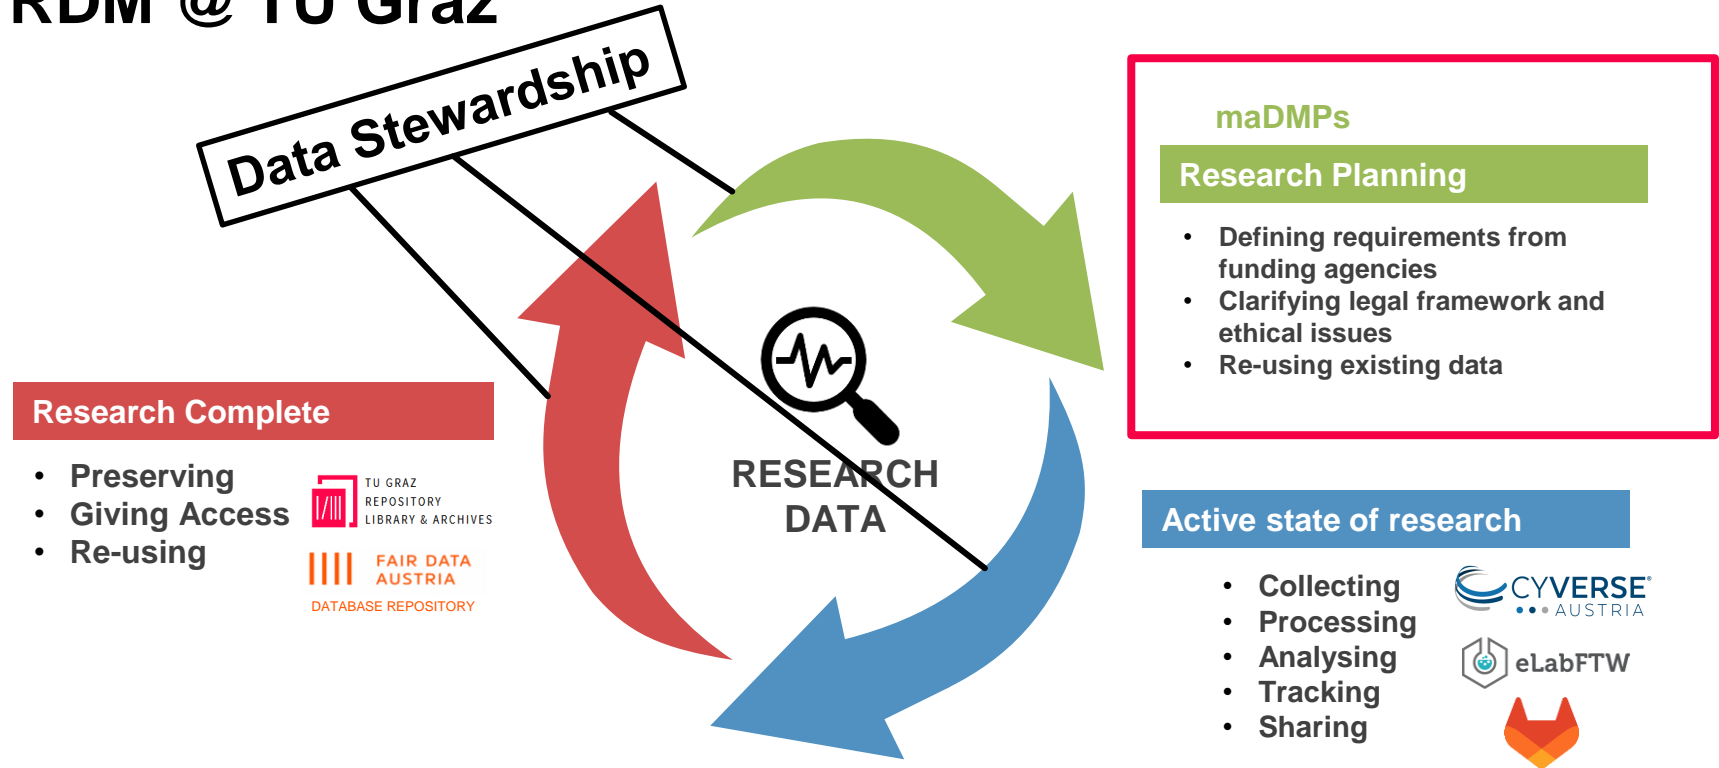 RDM @ TU Graz
Data Stewardship
maDMPs
Research Planning
• Defining requirements from
funding agencies
• Clarifying legal framework and
ethical issues
• Re-using existing data
RESEARCH
DATA
Research Complete
• Preserving
• Giving Access
• Re-using
TU GRAZ
REPOSITORY
LIBRARY & ARCHIVES
FAIR DATA
AUSTRIA
DATABASE REPOSITORY
Active state of research
• Collecting
• Processing
• Analysing
• Tracking
• Sharing
CYVERSE®
AUSTRIA
eLabFTW